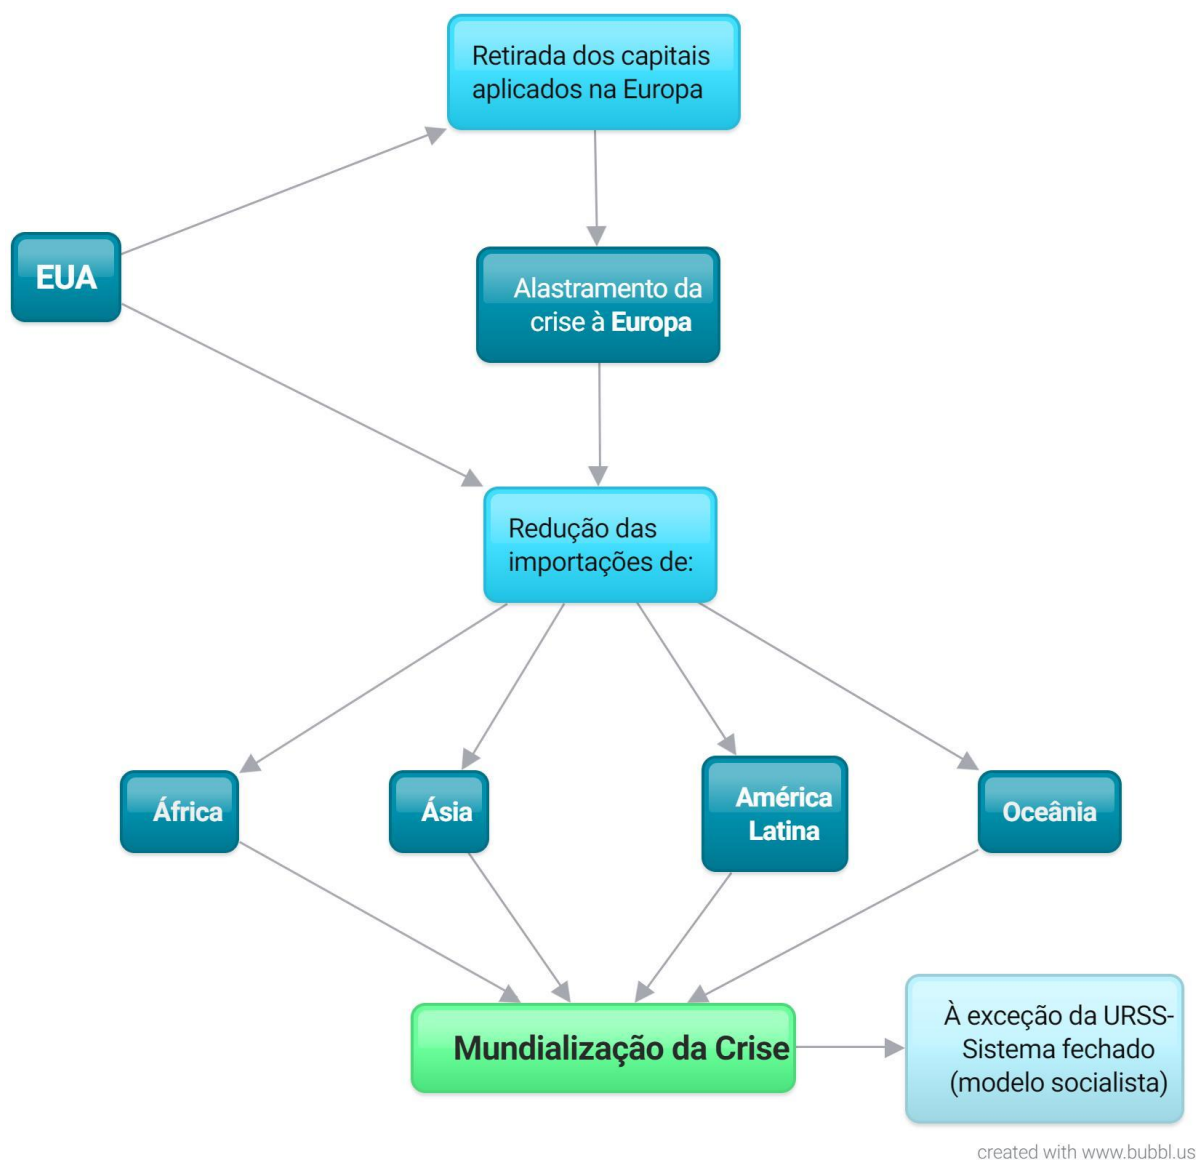 Retirada dos capitais
aplicados na Europa
EUA
Alastramento da
crise à Europa
Redução das
importações de:
África
Ásia
América
Latina
Oceânia
Mundialização da Crise
À exceção da URSS-
Sistema fechado
(modelo socialista)
created with www.bubbl.us